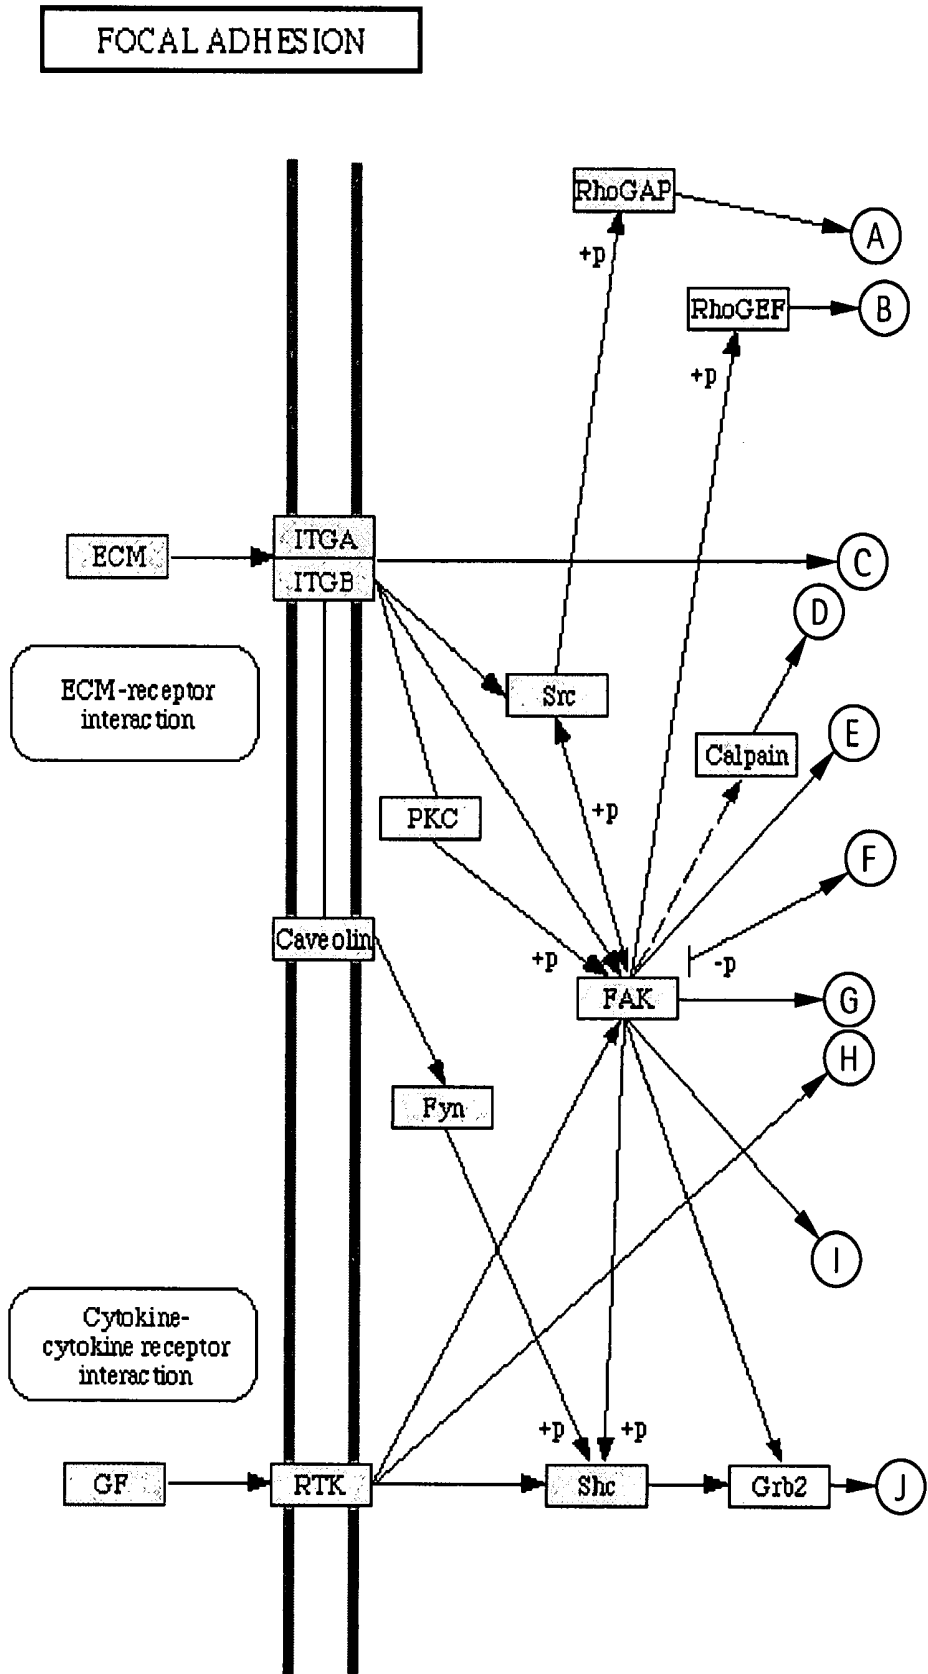 FOCAL ADHESION
RhoGAP
A
+p
RhoGEF
B
+p
ITGA
ECM
ITGB
C
D
ECM-receptor
interaction
Src
E
Calpain
PKC
+p
F
Caveolin
+p
-p
FAK
G
H
Fyn
I
Cytokine-
cytokine receptor
interaction
+p
+p
GF
RTK
Shc
Grb2
J